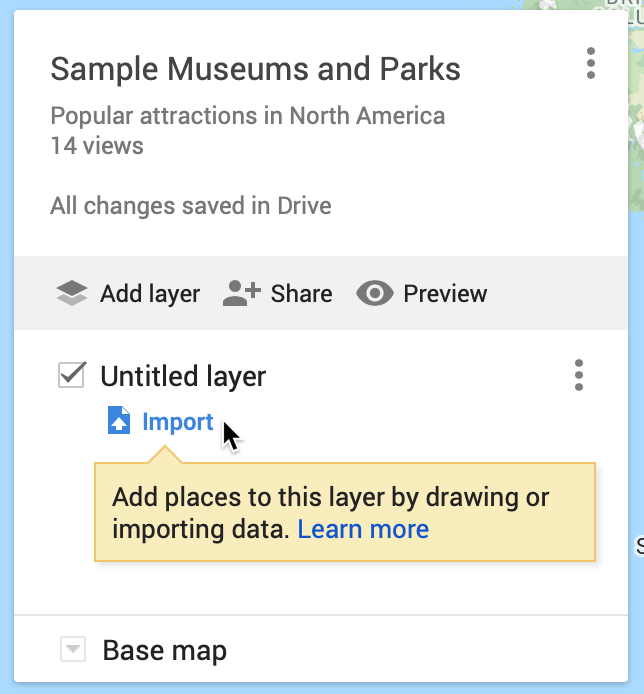 Sample Museums and Parks
Popular attractions in North America
14 views
All changes saved in Drive
Add layer Share Preview
Untitled layer
Import
Add places to this layer by drawing or
importing data. Learn more
Base map